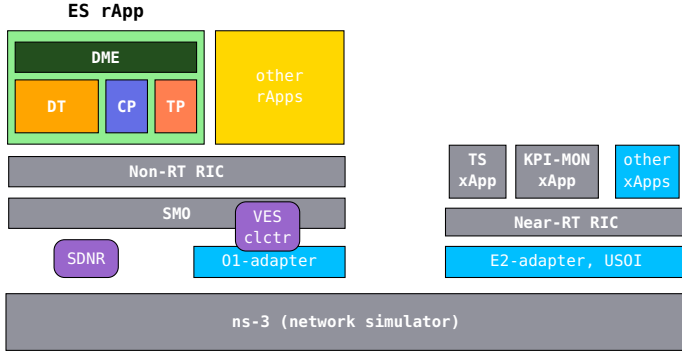 ES rApp
DME
DT
CP
TP
other
rApps
Non-RT RIC
SMO
VES
clctr
SDNR
O1-adapter
TS
xApp
KPI-MON
xApp
other
xApps
Near-RT RIC
E2-adapter, USOI
ns-3 (network simulator)